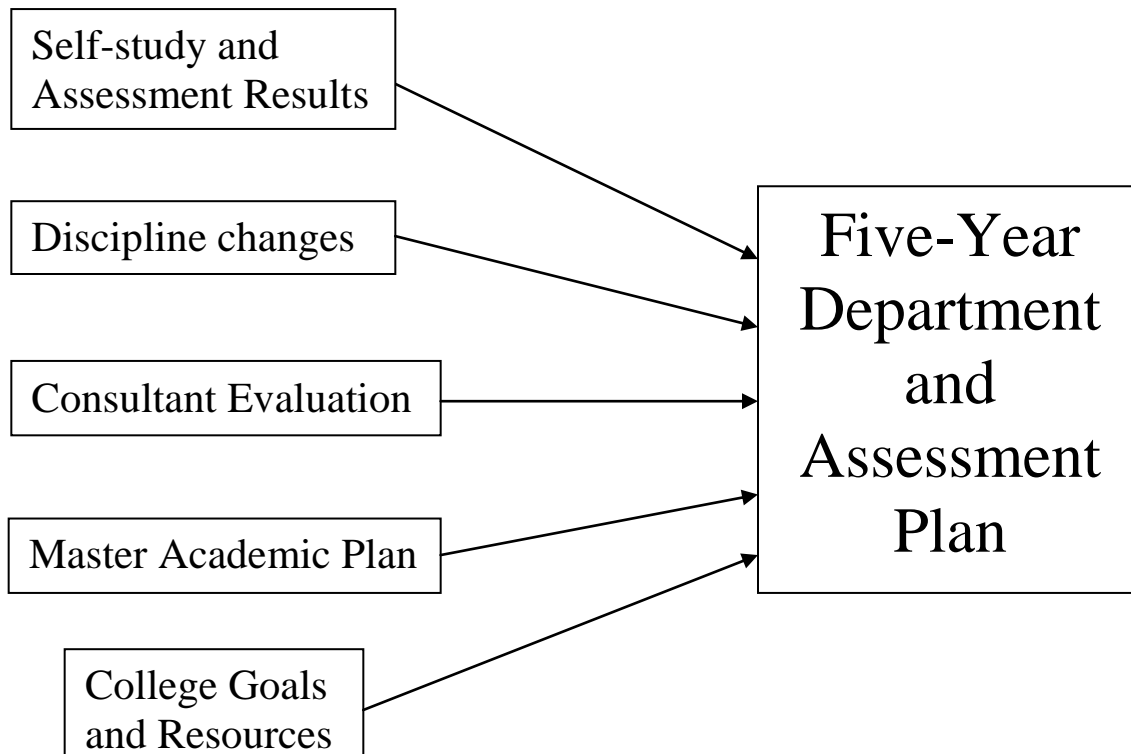 Self-study and
Assessment Results
Discipline changes
Consultant Evaluation
Master Academic Plan
College Goals
and Resources
Five-Year
Department
and
Assessment
Plan